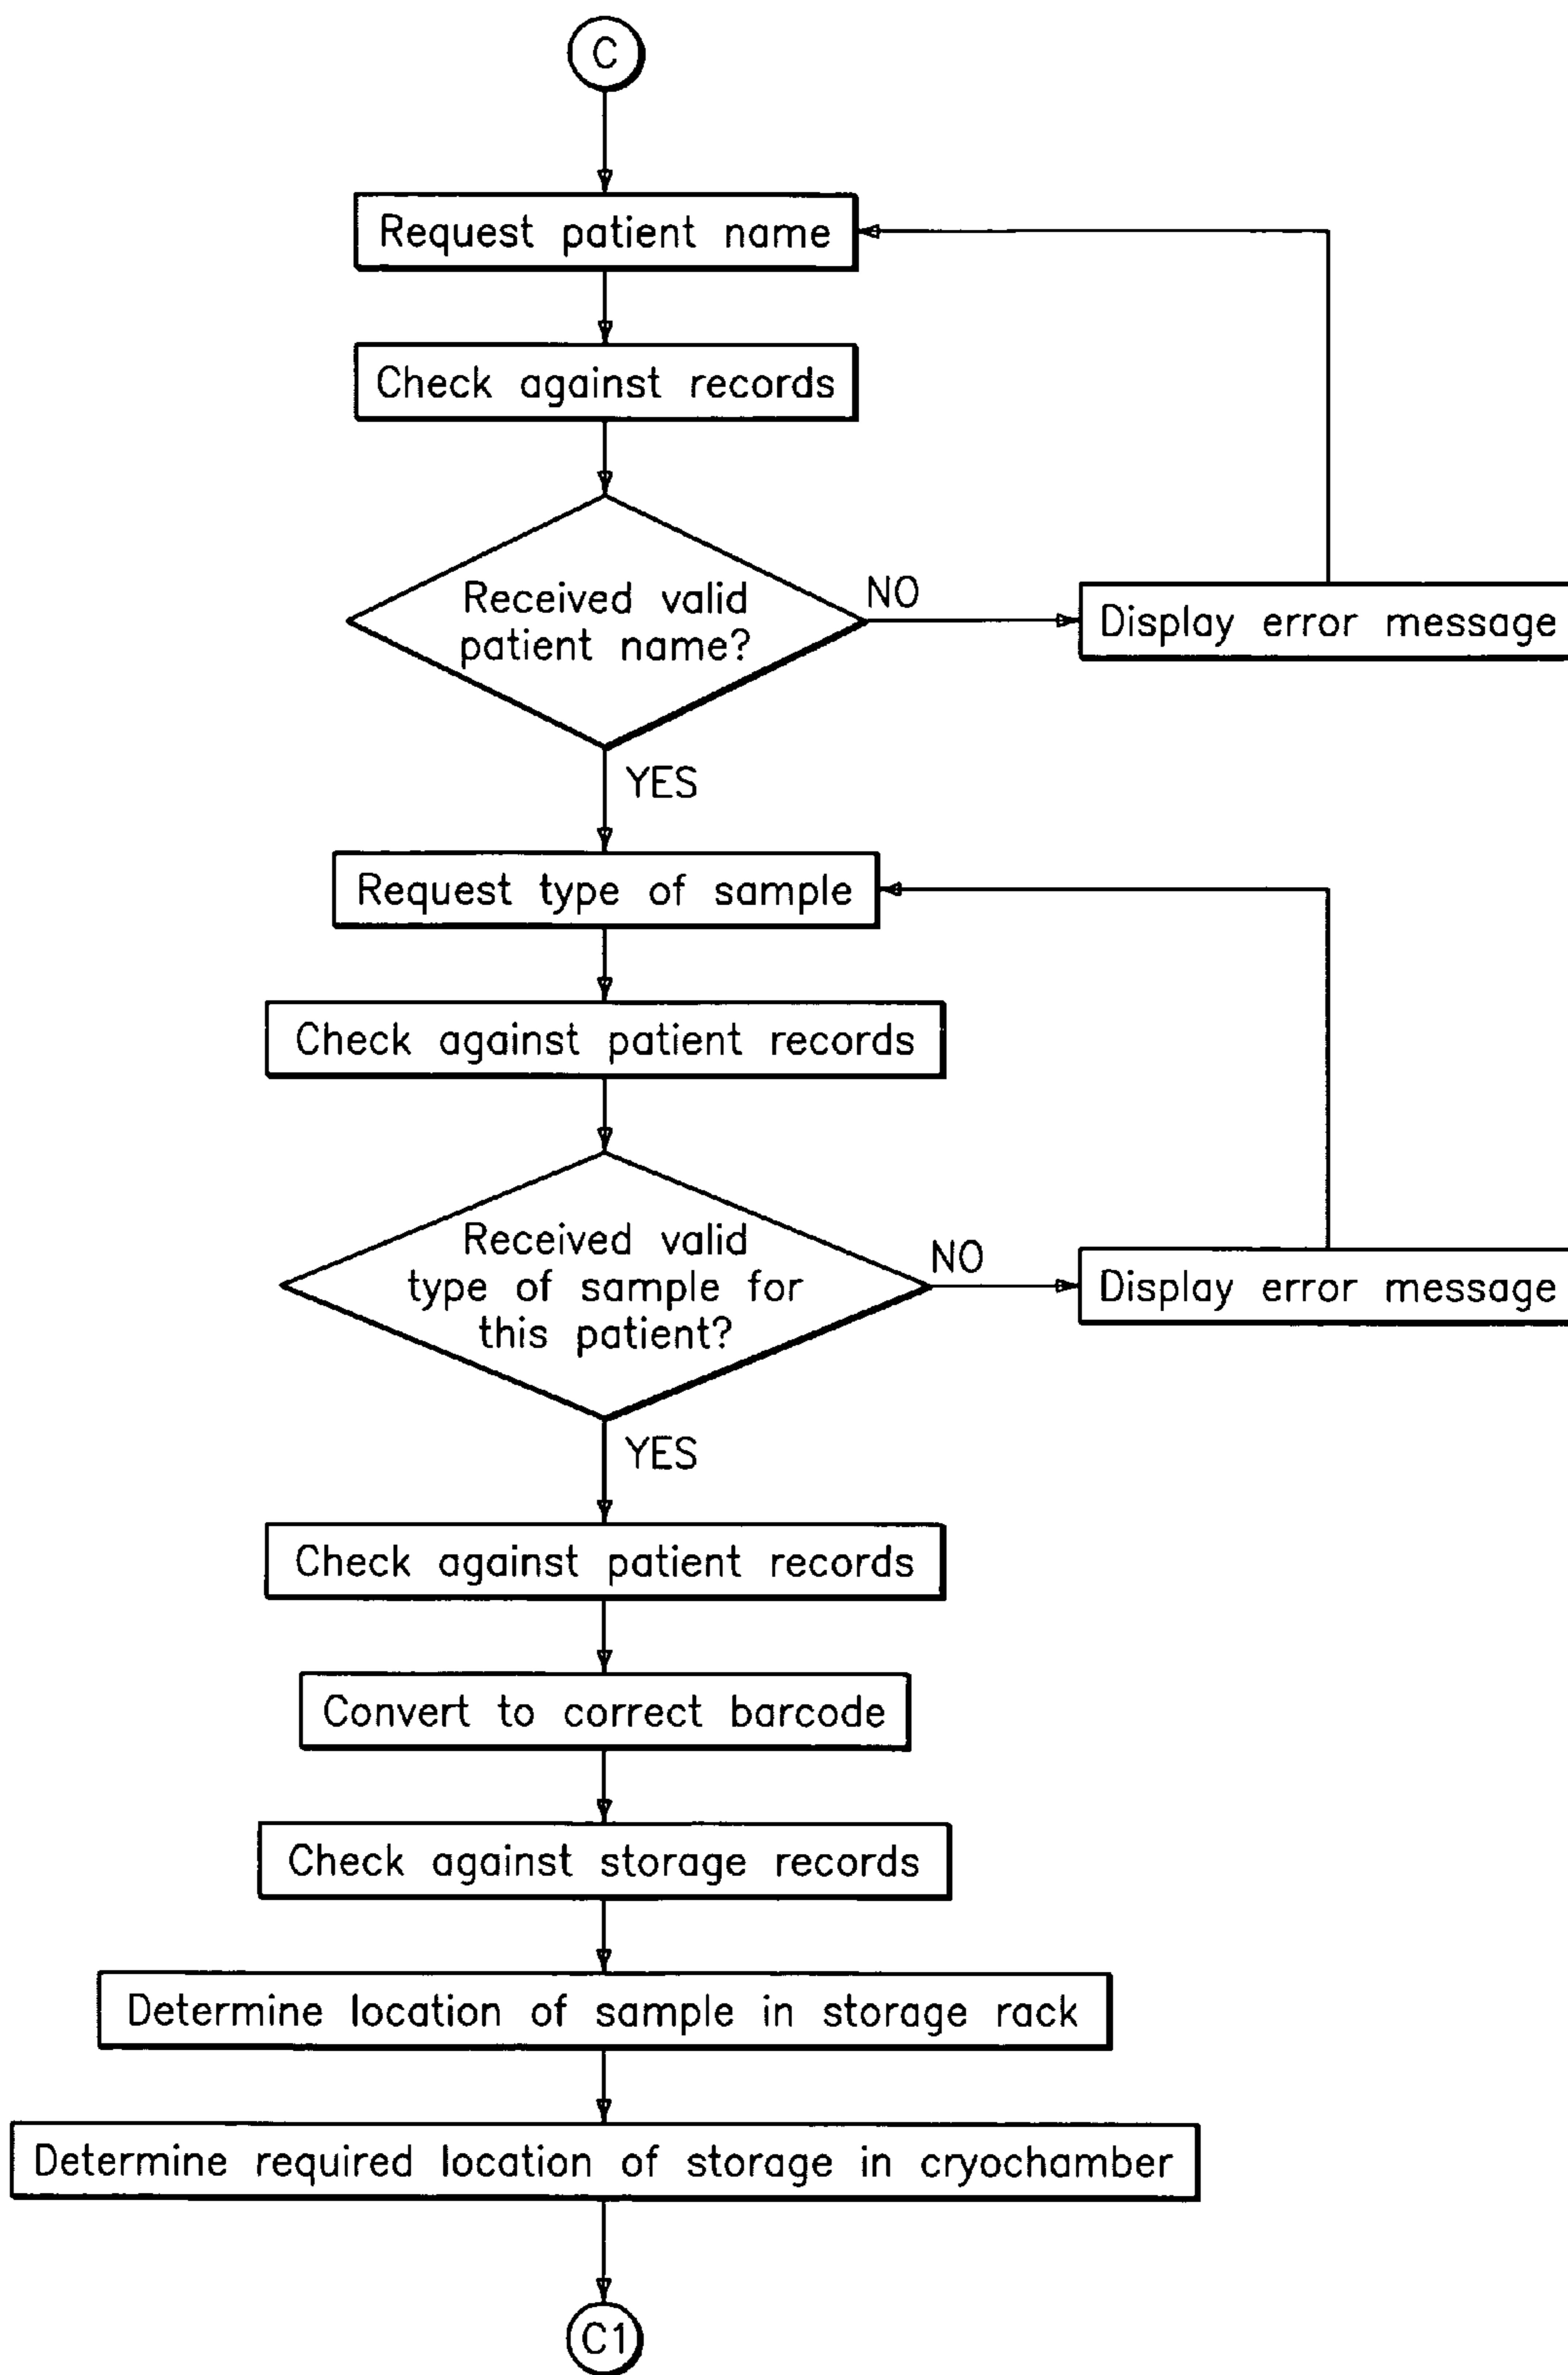 C
Request patient name
Check against records
Received valid
patient name?
NO
Display error message
YES
Request type of sample
Check against patient records
Received valid
type of sample for
this patient?
NO
Display error message
YES
Check against patient records
Convert to correct barcode
Check against storage records
Determine location of sample in storage rack
Determine required location of storage in cryochamber
C1